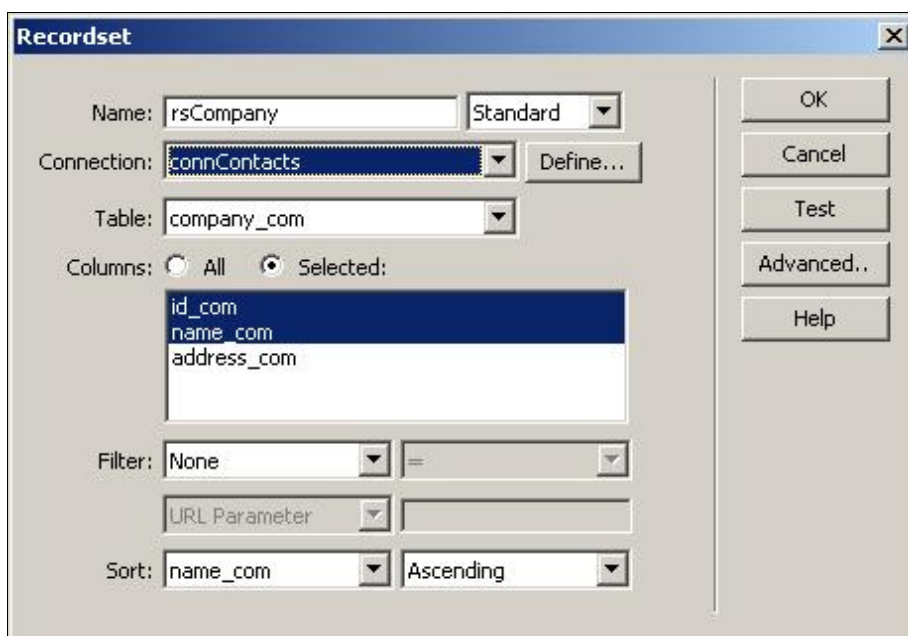 Recordset
Name: rsCompany Standard
OK
Connection: connContacts Define...
Cancel
Table: company_com
Test
Columns: All Selected:
Advanced..
id_com
name_com
address_com
Help
Filter: None =
URL Parameter
Sort: name_com Ascending